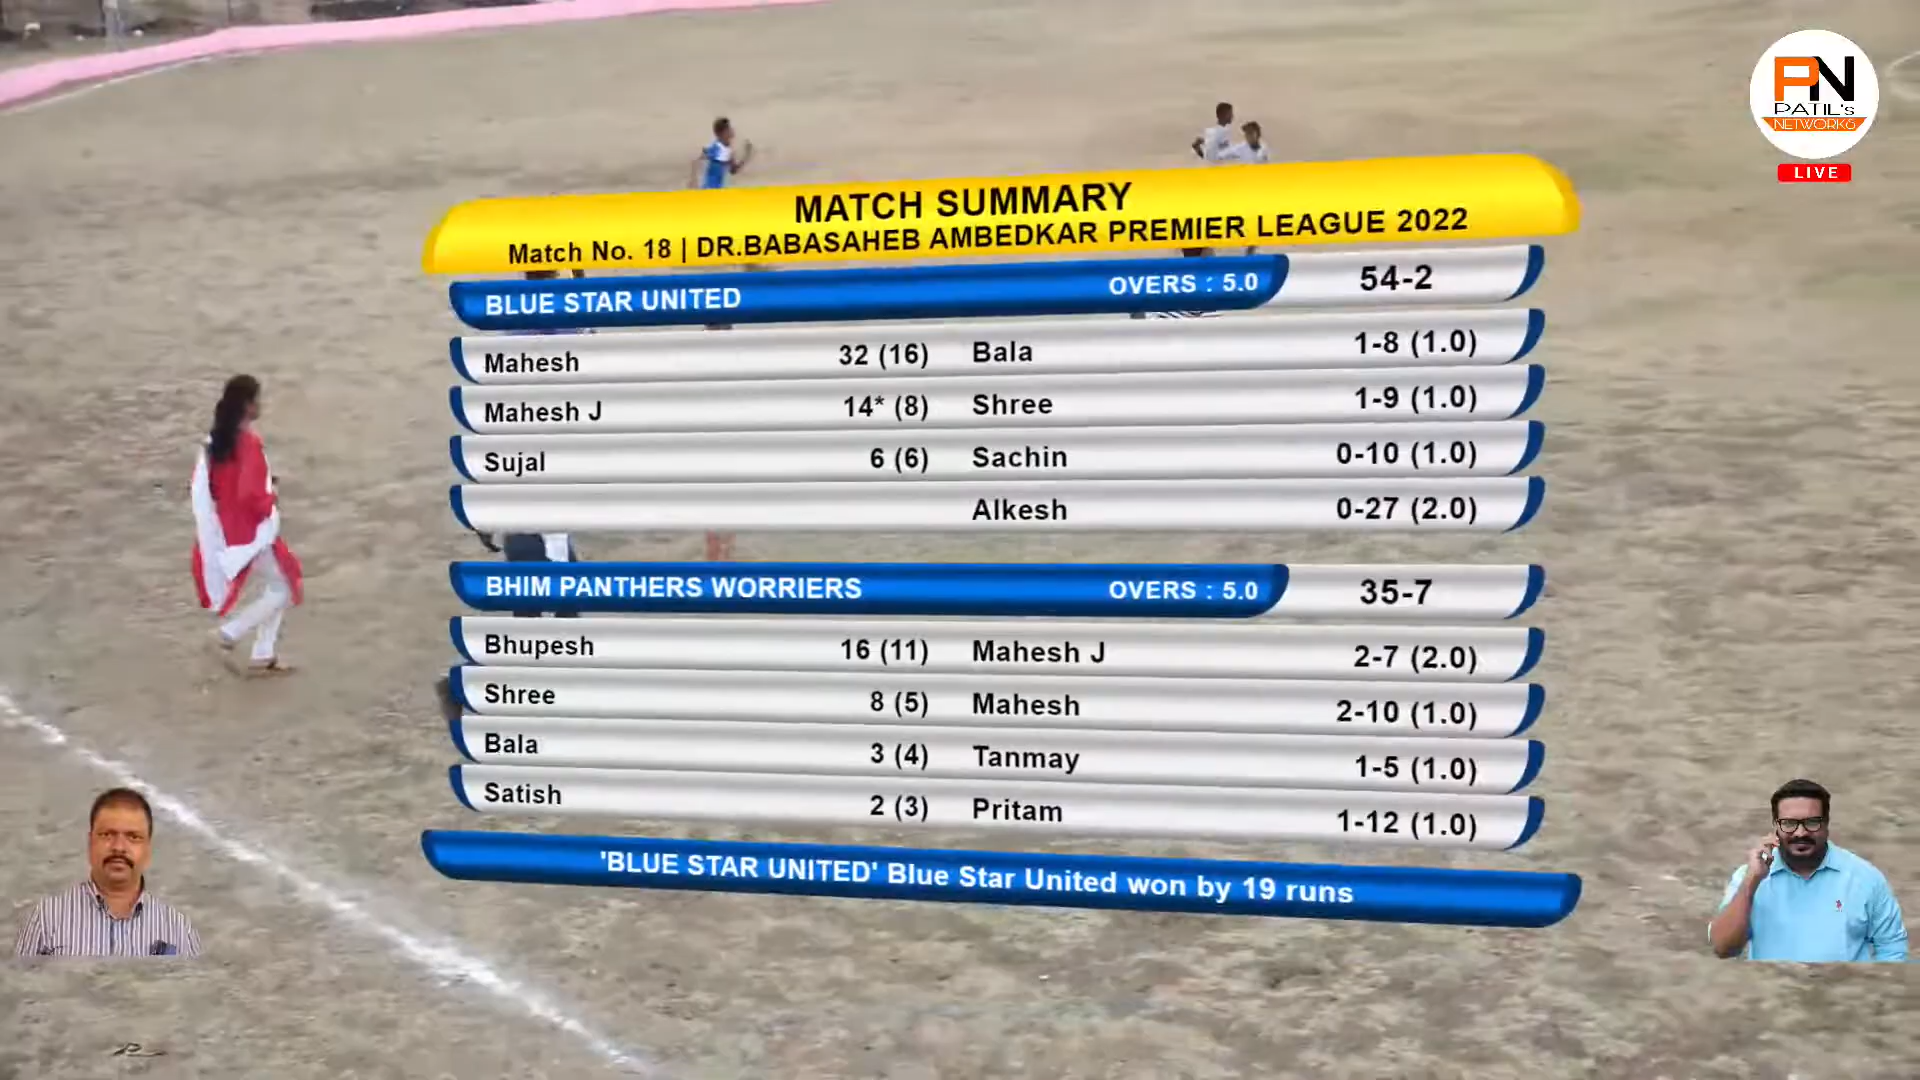 PN
PATIL's
NETWORKS
LIVE
MATCH SUMMARY
Match No. 18 | DR.BABASAHEB AMBEDKAR PREMIER LEAGUE 2022
BLUE STAR UNITED OVERS : 5.0 54-2
Mahesh 32 (16) Bala 1-8 (1.0)
Mahesh J 14* (8) Shree 1-9 (1.0)
Sujal 6 (6) Sachin 0-10 (1.0)
Alkesh 0-27 (2.0)
BHIM PANTHERS WORRIERS OVERS : 5.0 35-7
Bhupesh 16 (11) Mahesh J 2-7 (2.0)
Shree 8 (5) Mahesh 2-10 (1.0)
Bala 3 (4) Tanmay 1-5 (1.0)
Satish 2 (3) Pritam 1-12 (1.0)
'BLUE STAR UNITED' Blue Star United won by 19 runs